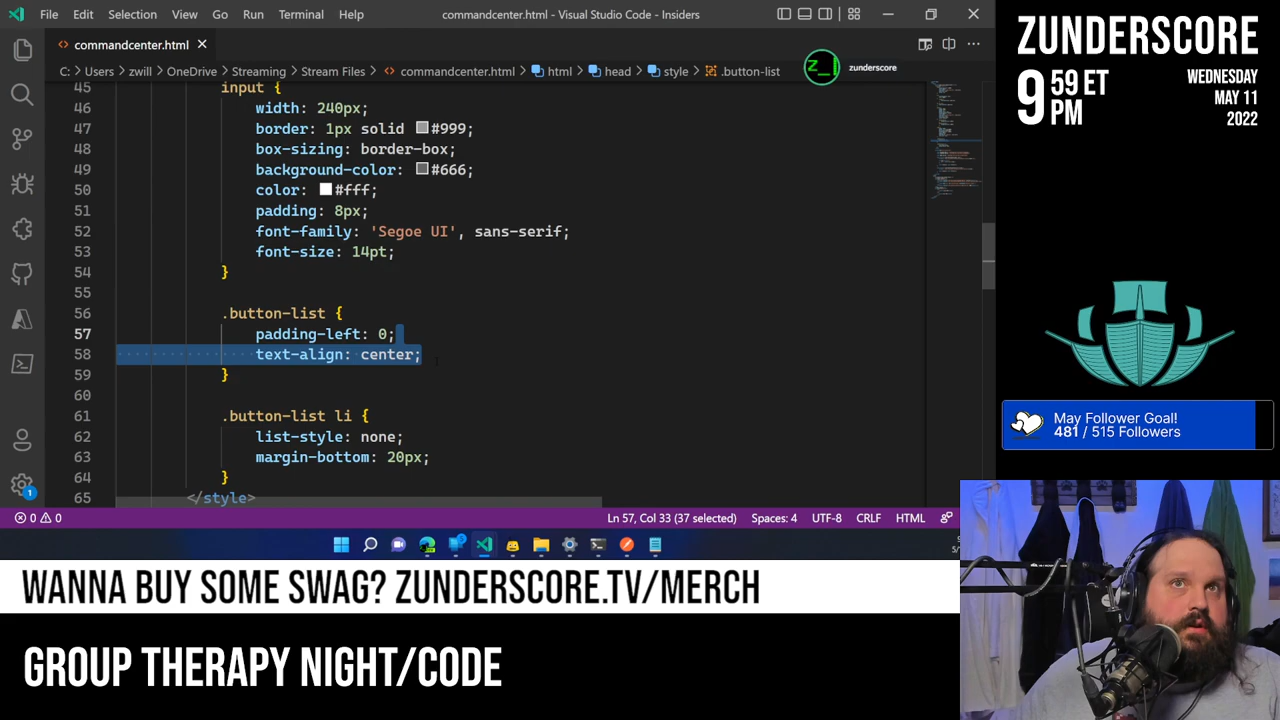 File Edit Selection View Go Run Terminal Help
commandcenter.html - Visual Studio Code - Insiders
commandcenter.html
C: > Users > zwill > OneDrive > Streaming > Stream Files > commandcenter.html > html > head > style > .button-list
z_| zunderscore
45 input {
46 width: 240px;
47 border: 1px solid #999;
48 box-sizing: border-box;
49 background-color: #666;
50 color: #fff;
51 padding: 8px;
52 font-family: 'Segoe UI', sans-serif;
53 font-size: 14pt;
54 }
55
56 .button-list {
57 padding-left: 0;
58 text-align: center;
59 }
60
61 .button-list li {
62 list-style: none;
63 margin-bottom: 20px;
64 }
65 </style>
1
0 0
Ln 57, Col 33 (37 selected) Spaces: 4 UTF-8 CRLF HTML
ZUNDERSCORE
9 59 ET PM
WEDNESDAY
MAY 11
2022
May Follower Goal!
481 / 515 Followers
WANNA BUY SOME SWAG? ZUNDERSCORE.TV/MERCH
GROUP THERAPY NIGHT/CODE